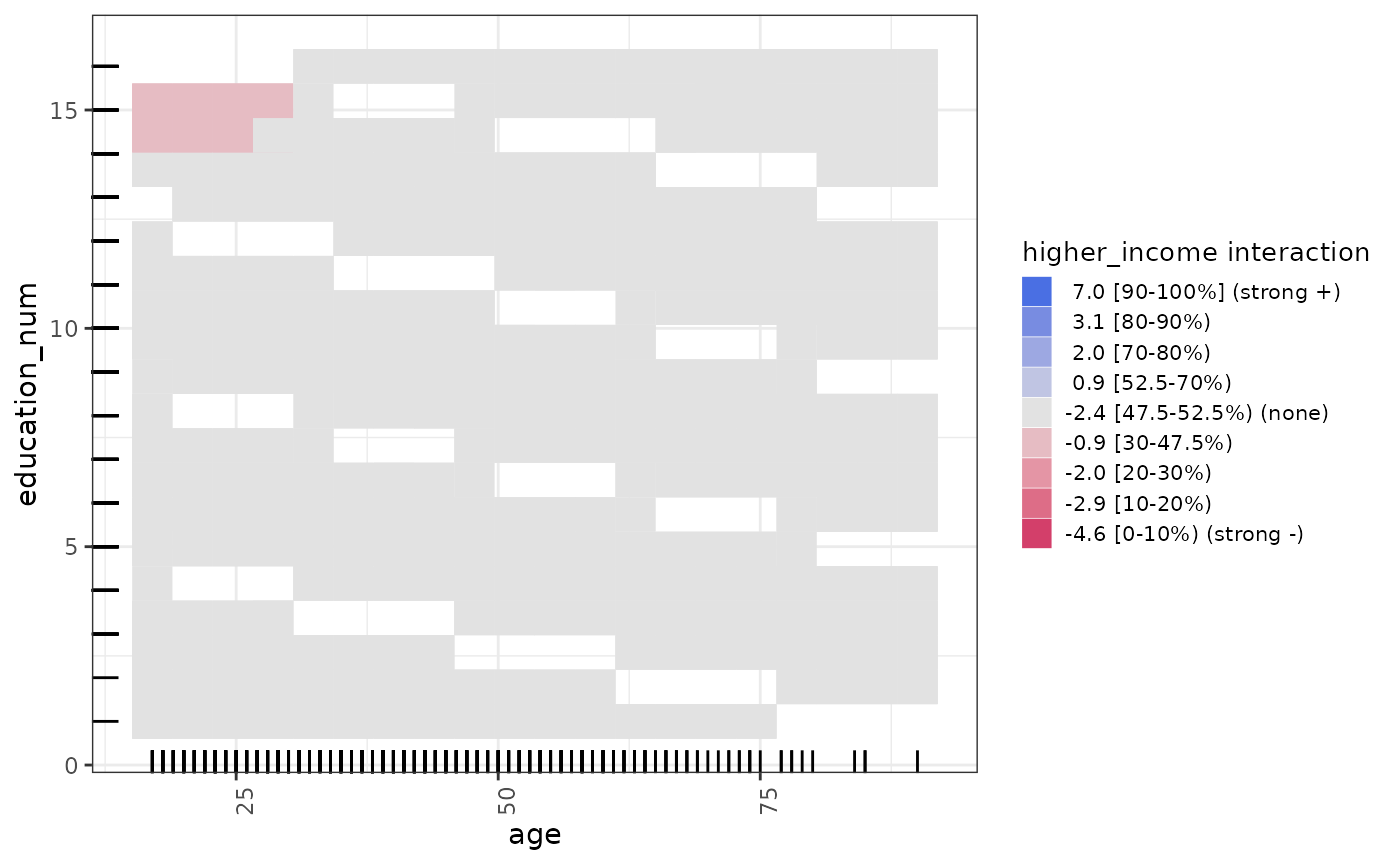 15
10
5
0
25
50
75
age
education_num
higher_income interaction
7.0 [90-100%] (strong +)
3.1 [80-90%)
2.0 [70-80%)
0.9 [52.5-70%)
-2.4 [47.5-52.5%) (none)
-0.9 [30-47.5%)
-2.0 [20-30%)
-2.9 [10-20%)
-4.6 [0-10%) (strong -)